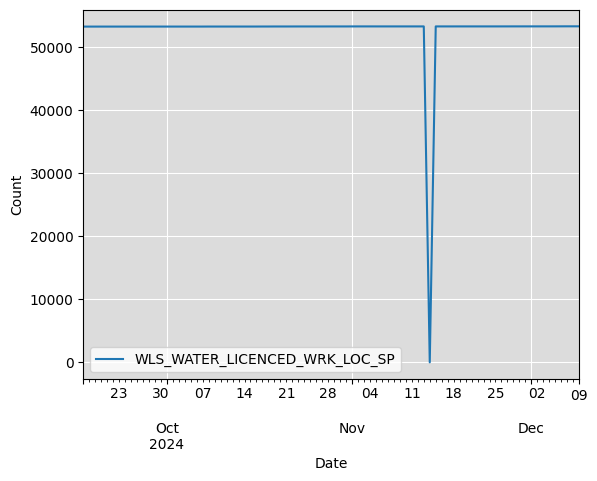 Count
50000
40000
30000
20000
10000
0
WLS_WATER_LICENCED_WRK_LOC_SP
23 30 07 14 21 28 04 11 18 25 02 09
Oct Nov Dec
2024
Date